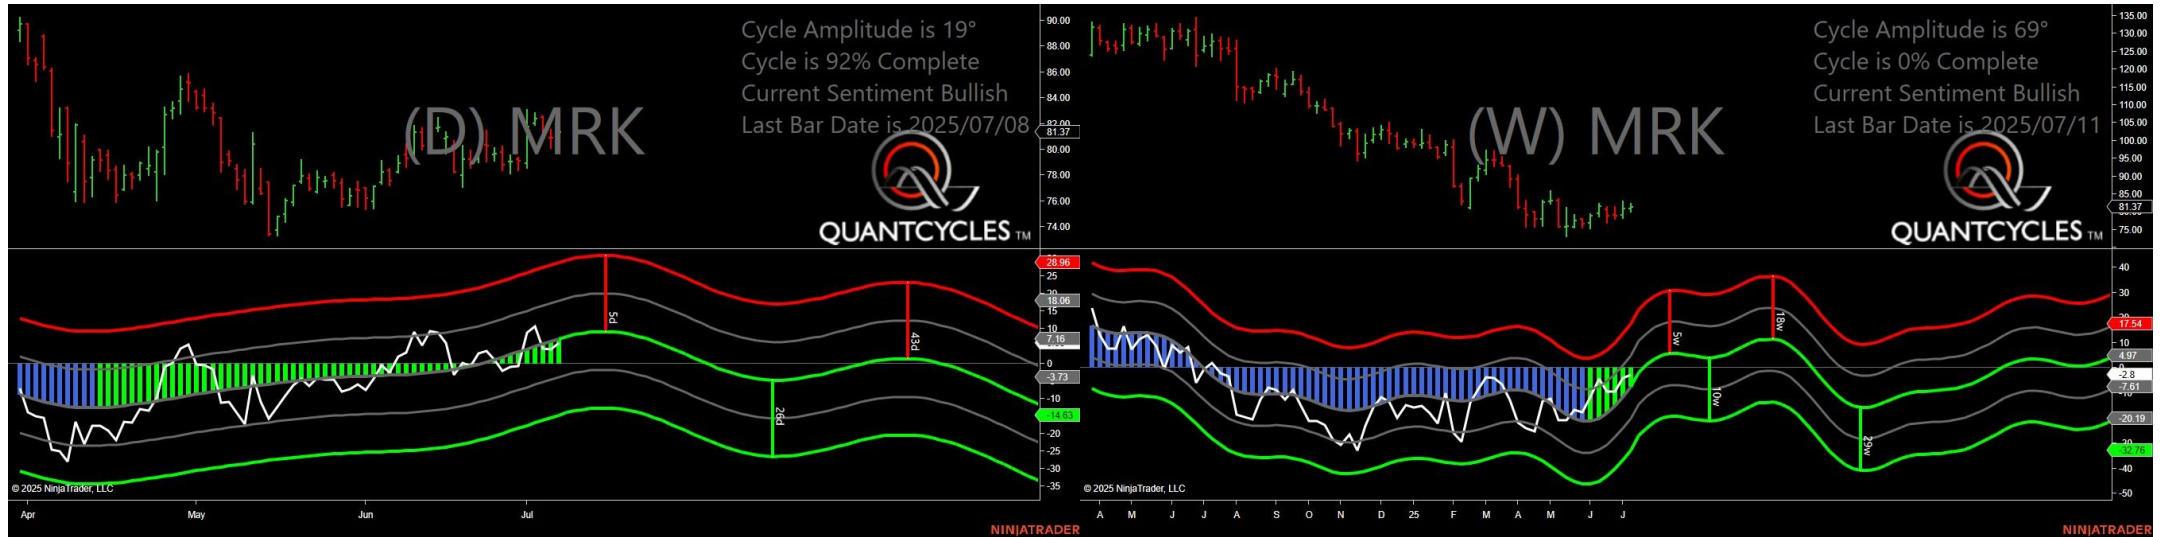 Cycle Amplitude is 19°
Cycle is 92% Complete
Current Sentiment Bullish
Last Bar Date is 2025/07/08
(D) MRK
QUANTCYCLES TM
90.00
88.00
86.00
84.00
82.00
81.37
80.00
78.00
76.00
74.00
28.96
25
18.06
15
10
7.16
0
-3.73
-10
-14.63
-20
-25
-30
-35
5d
26d
43d
© 2025 NinjaTrader, LLC
Apr May Jun Jul
NINJATRADER
Cycle Amplitude is 69°
Cycle is 0% Complete
Current Sentiment Bullish
Last Bar Date is 2025/07/11
(W) MRK
QUANTCYCLES TM
135.00
130.00
125.00
120.00
115.00
110.00
105.00
100.00
95.00
90.00
85.00
81.37
75.00
40
30
17.54
10
4.97
-2.8
-7.61
-20.19
-32.76
-40
-50
5w
10w
18w
29w
© 2025 NinjaTrader, LLC
A M J J A S O N D 25 F M A M J J
NINJATRADER